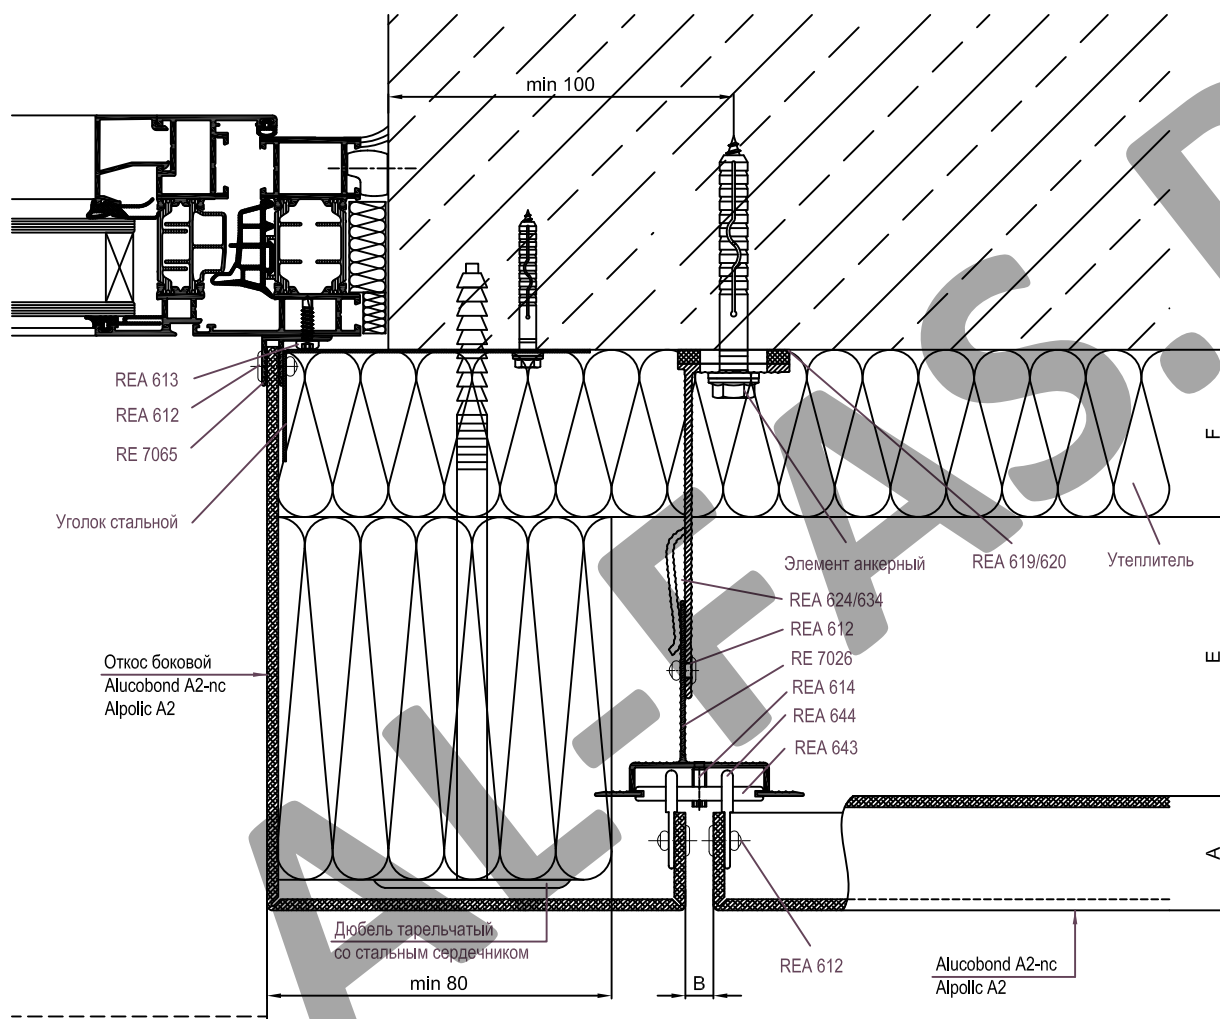 min 100
REA 613
REA 612
RE 7065
Уголок стальной
Элемент анкерный
REA 619/620
Утеплитель
F
REA 624/634
REA 612
RE 7026
REA 614
REA 644
REA 643
E
Откос боковой
Alucobond A2-nc
Alpolic A2
A
Дюбель тарельчатый
со стальным сердечником
REA 612
Alucobond A2-nc
Alpolic A2
min 80
B
AL-FAS.